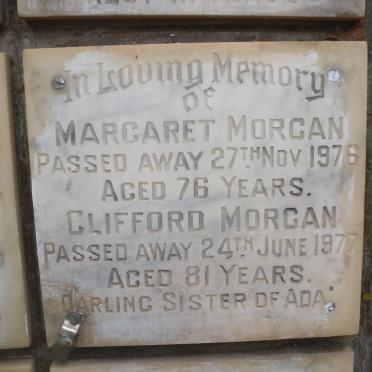 In Loving Memory
of
MARGARET MORGAN
PASSED AWAY 27TH NOV 1976
AGED 76 YEARS.
CLIFFORD MORGAN
PASSED AWAY 24TH JUNE 1977
AGED 81 YEARS.
DARLING SISTER OF ADA.